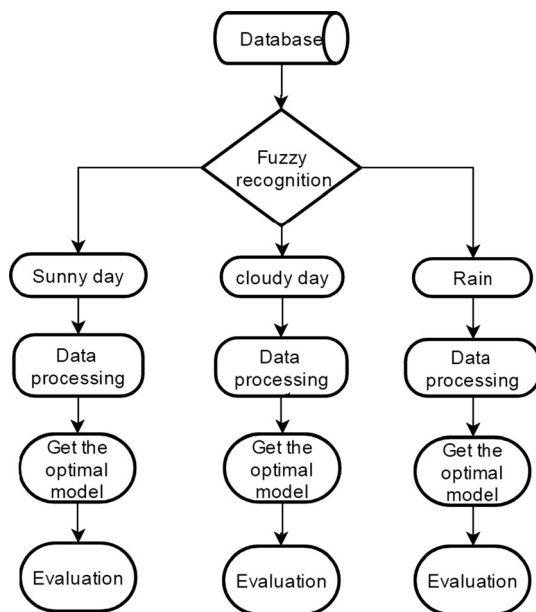 Database
Fuzzy
recognition
Sunny day
cloudy day
Rain
Data
processing
Data
processing
Data
processing
Get the
optimal
model
Get the
optimal
model
Get the
optimal
model
Evaluation
Evaluation
Evaluation